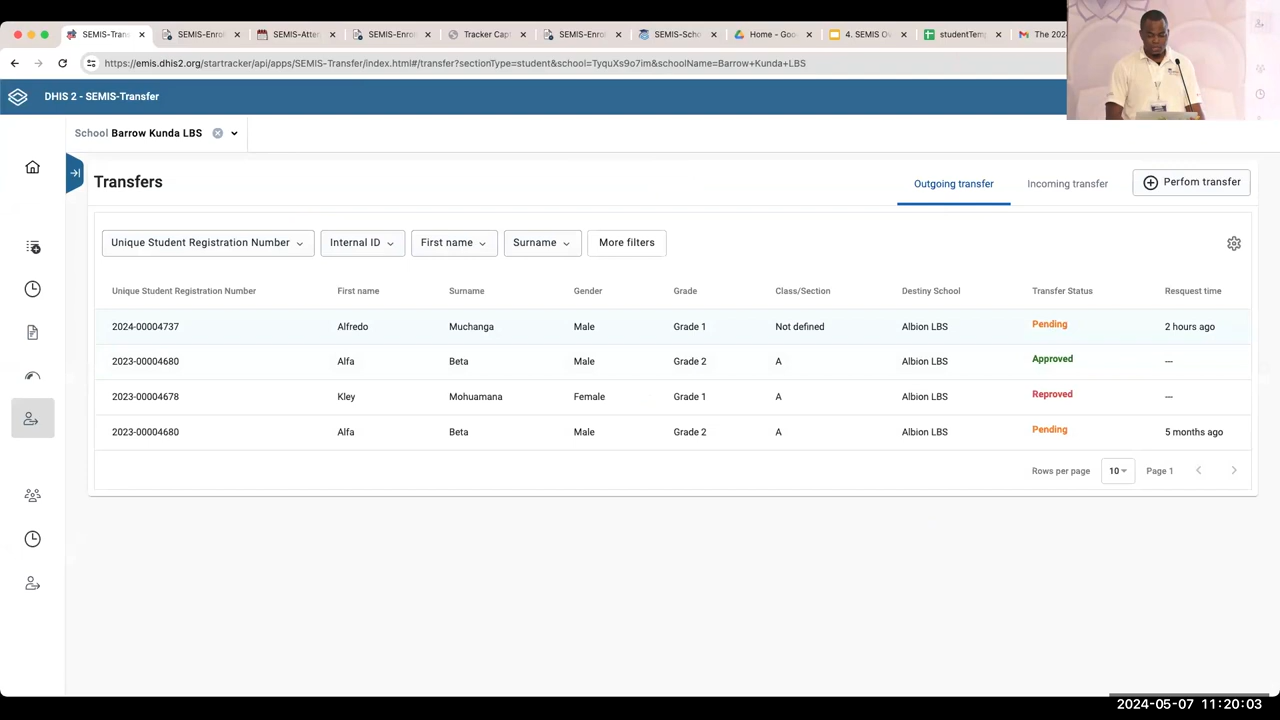 SEMIS-Trans
SEMIS-Enrol
SEMIS-Atten
SEMIS-Enrol
Tracker Cap
SEMIS-Enrol
SEMIS-Scho
Home - Goo
4. SEMIS O
studentTemp
The 202
https://emis.dhis2.org/startracker/api/apps/SEMIS-Transfer/index.html#/transfer?sectionType=student&school=TyquXs9o7im&schoolName=Barrow+Kunda+LBS
DHIS 2 - SEMIS-Transfer
School Barrow Kunda LBS
Transfers
Outgoing transfer
Incoming transfer
Perfom transfer
Unique Student Registration Number
Internal ID
First name
Surname
More filters
Unique Student Registration Number First name Surname Gender Grade Class/Section Destiny School Transfer Status Resquest time
2024-00004737 Alfredo Muchanga Male Grade 1 Not defined Albion LBS Pending 2 hours ago
2023-00004680 Alfa Beta Male Grade 2 A Albion LBS Approved ---
2023-00004678 Kley Mohuamana Female Grade 1 A Albion LBS Reproved ---
2023-00004680 Alfa Beta Male Grade 2 A Albion LBS Pending 5 months ago
Rows per page 10 Page 1
2024-05-07 11:20:03